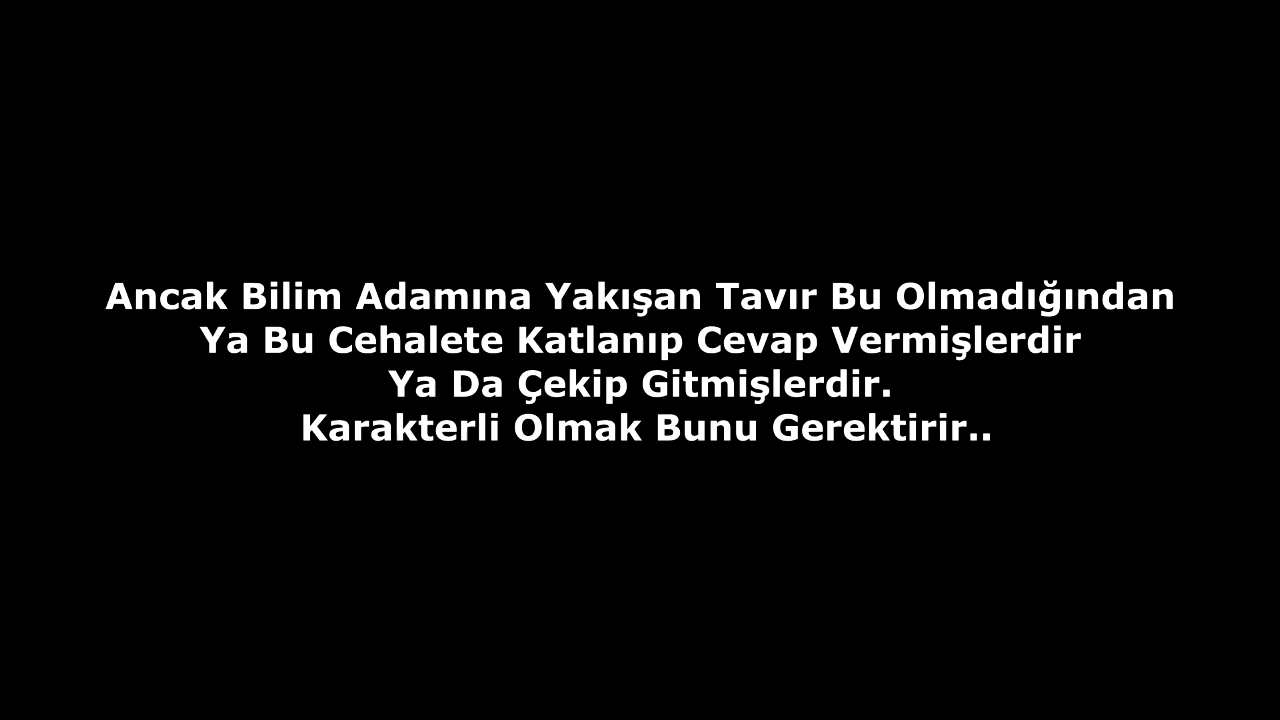 Ancak Bilim Adamına Yakışan Tavır Bu Olmadığından
Ya Bu Cehalete Katlanıp Cevap Vermişlerdir
Ya Da Çekip Gitmişlerdir.
Karakterli Olmak Bunu Gerektirir..